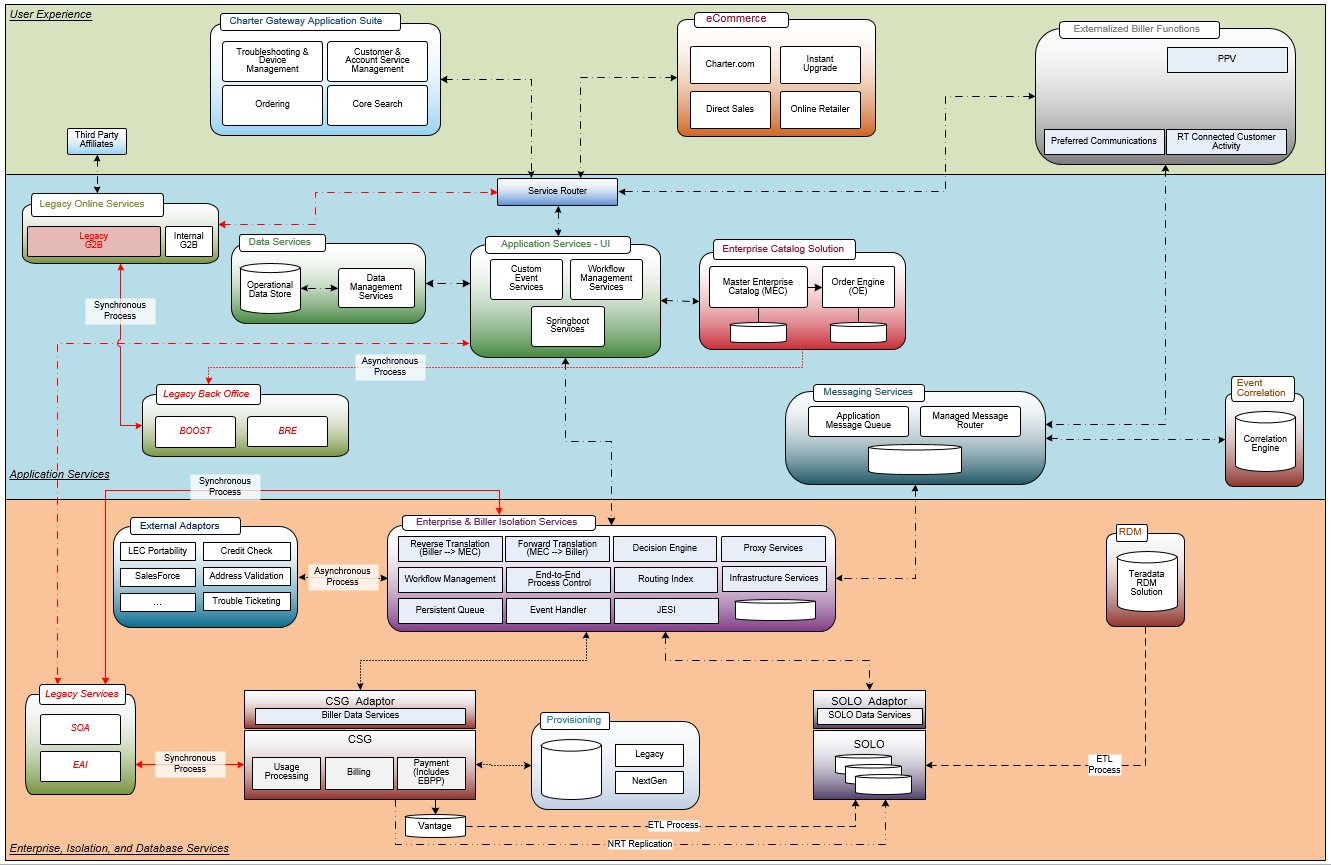 User Experience
Charter Gateway Application Suite
Troubleshooting &
Device
Management
Customer &
Account Service
Management
Ordering
Core Search
eCommerce
Charter.com
Instant
Upgrade
Direct Sales
Online Retailer
Externalized Biller Functions
PPV
Preferred Communications
RT Connected Customer
Activity
Third Party
Affiliates
Service Router
Legacy Online Services
Legacy
G2B
Internal
G2B
Data Services
Operational
Data Store
Data
Management
Services
Application Services - UI
Custom
Event
Services
Workflow
Management
Services
Springboot
Services
Enterprise Catalog Solution
Master Enterprise
Catalog (MEC)
Order Engine
(OE)
Synchronous
Process
Asynchronous
Process
Legacy Back Office
BOOST
BRE
Messaging Services
Application
Message Queue
Managed Message
Router
Event
Correlation
Correlation
Engine
Application Services
Synchronous
Process
External Adaptors
LEC Portability
Credit Check
SalesForce
Address Validation
...
Trouble Ticketing
Asynchronous
Process
Enterprise & Biller Isolation Services
Reverse Translation
(Biller --> MEC)
Forward Translation
(MEC --> Biller)
Decision Engine
Proxy Services
Workflow Management
End-to-End
Process Control
Routing Index
Infrastructure Services
Persistent Queue
Event Handler
JESI
RDM
Teradata
RDM
Solution
Legacy Services
SOA
EAI
Synchronous
Process
CSG Adaptor
Biller Data Services
CSG
Usage
Processing
Billing
Payment
(Includes
EBPP)
Provisioning
Legacy
NextGen
SOLO Adaptor
SOLO Data Services
SOLO
ETL
Process
Vantage
ETL Process
NRT Replication
Enterprise, Isolation, and Database Services